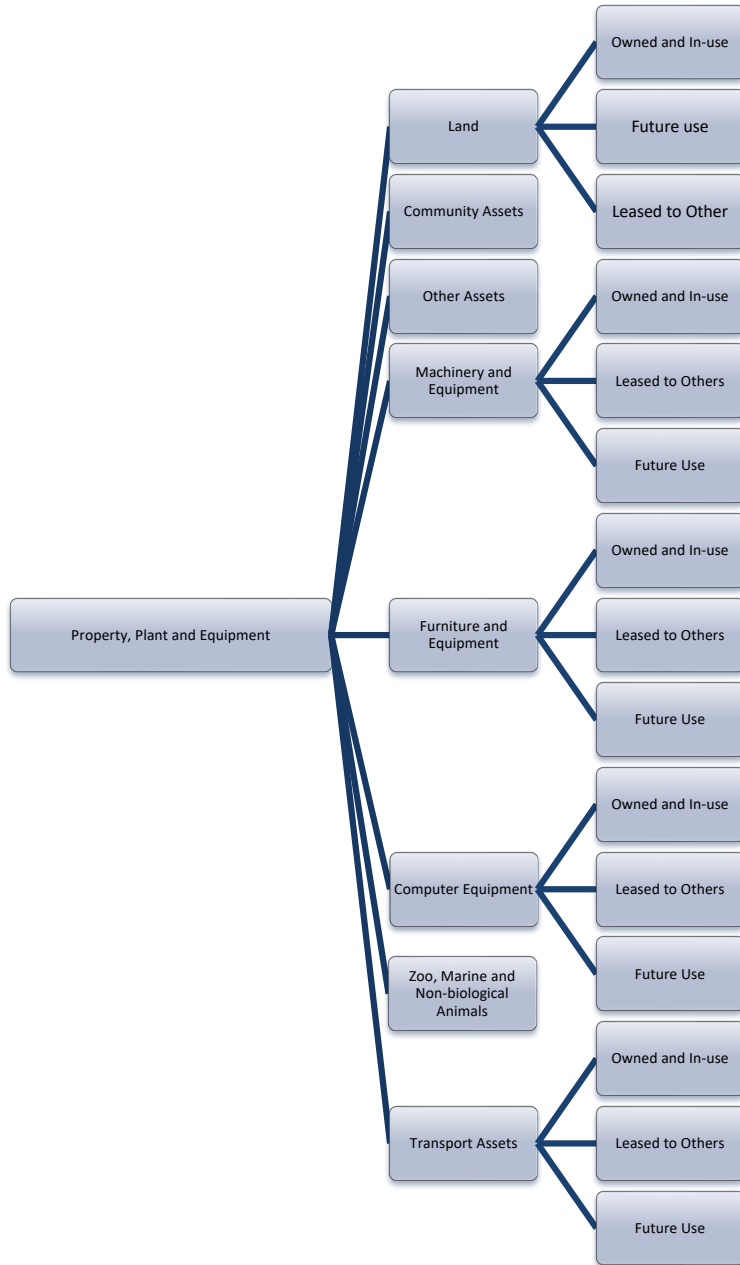 Property, Plant and Equipment
Land
Owned and In-use
Future use
Leased to Other
Community Assets
Other Assets
Machinery and
Equipment
Owned and In-use
Leased to Others
Future Use
Furniture and
Equipment
Owned and In-use
Leased to Others
Future Use
Computer Equipment
Owned and In-use
Leased to Others
Future Use
Zoo, Marine and
Non-biological
Animals
Transport Assets
Owned and In-use
Leased to Others
Future Use